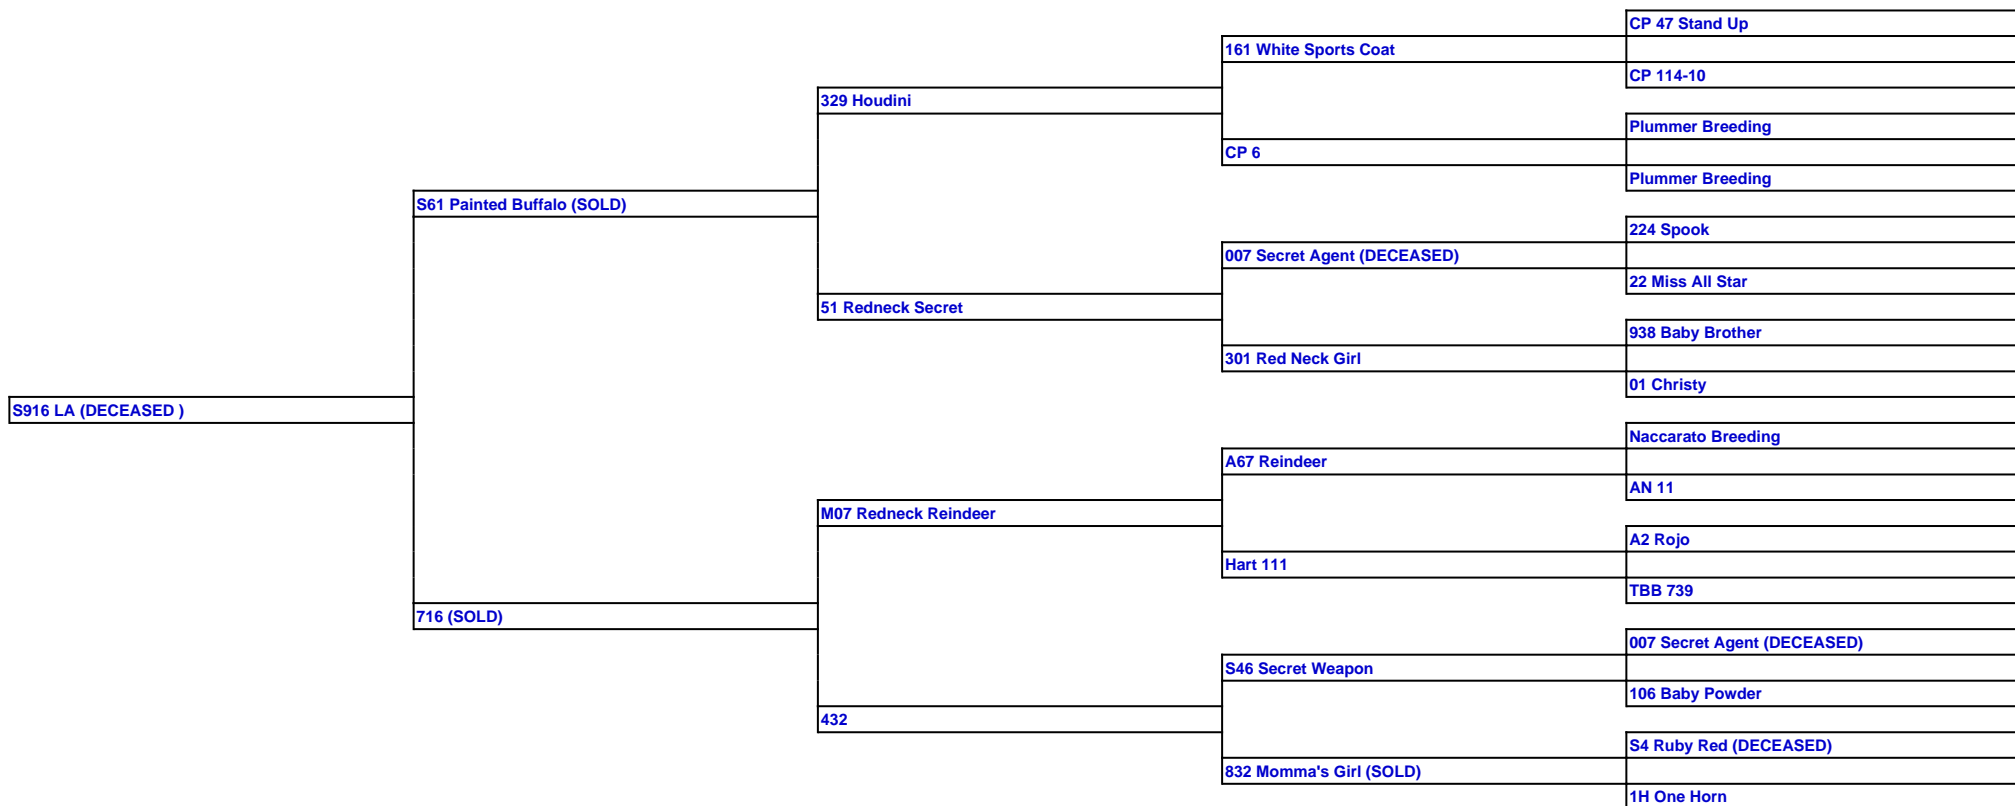 CP 47 Stand Up
161 White Sports Coat
CP 114-10
329 Houdini
Plummer Breeding
CP 6
Plummer Breeding
S61 Painted Buffalo (SOLD)
224 Spook
007 Secret Agent (DECEASED)
22 Miss All Star
51 Redneck Secret
938 Baby Brother
301 Red Neck Girl
01 Christy
S916 LA (DECEASED )
Naccarato Breeding
A67 Reindeer
AN 11
M07 Redneck Reindeer
A2 Rojo
Hart 111
TBB 739
716 (SOLD)
007 Secret Agent (DECEASED)
S46 Secret Weapon
106 Baby Powder
432
S4 Ruby Red (DECEASED)
832 Momma's Girl (SOLD)
1H One Horn